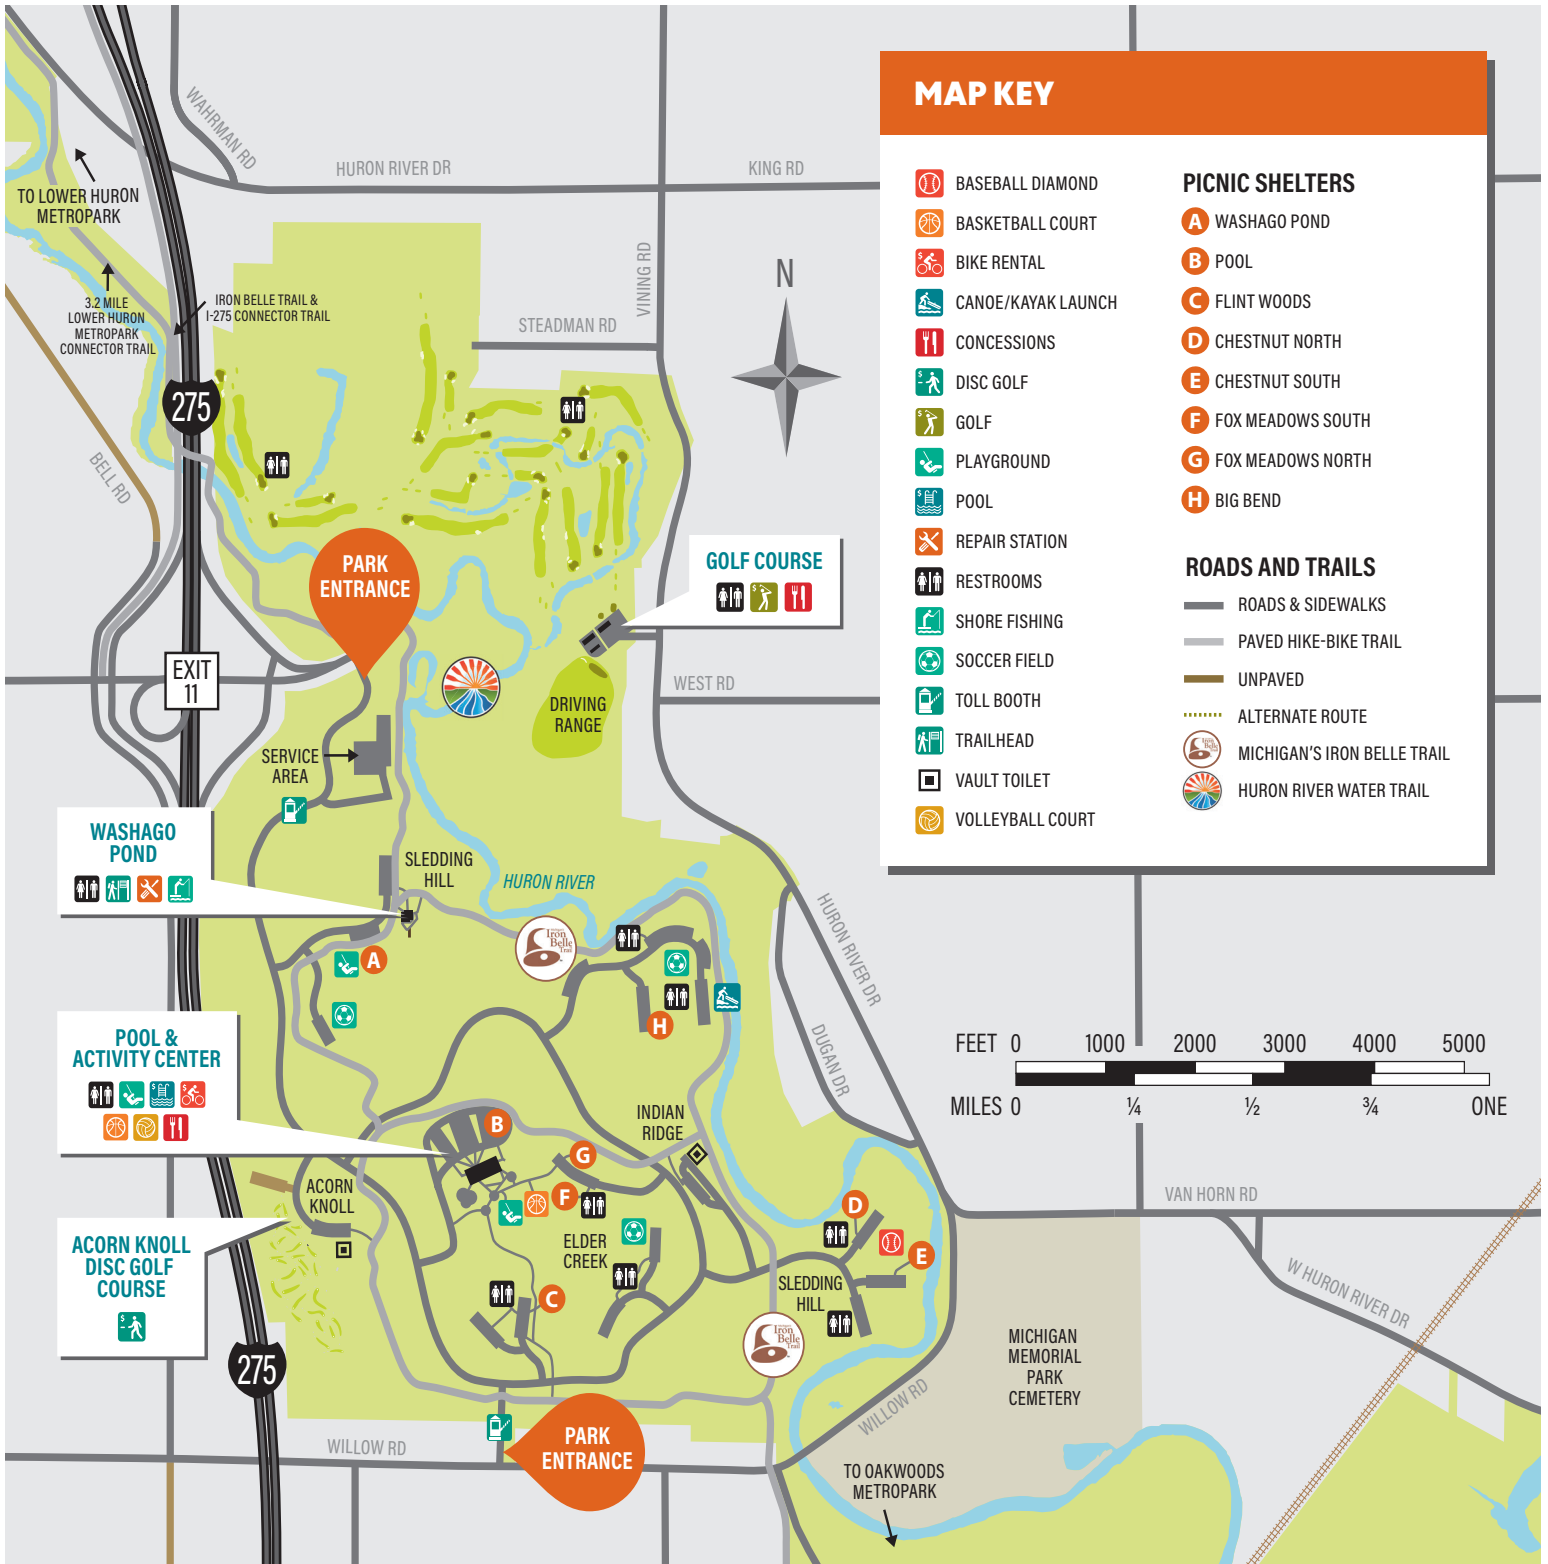 MAP KEY
BASEBALL DIAMOND
BASKETBALL COURT
BIKE RENTAL
CANOE/KAYAK LAUNCH
CONCESSIONS
DISC GOLF
GOLF
PLAYGROUND
POOL
REPAIR STATION
RESTROOMS
SHORE FISHING
SOCCER FIELD
TOLL BOOTH
TRAILHEAD
VAULT TOILET
VOLLEYBALL COURT
PICNIC SHELTERS
A WASHAGO POND
B POOL
C FLINT WOODS
D CHESTNUT NORTH
E CHESTNUT SOUTH
F FOX MEADOWS SOUTH
G FOX MEADOWS NORTH
H BIG BEND
ROADS AND TRAILS
ROADS & SIDEWALKS
PAVED HIKE-BIKE TRAIL
UNPAVED
ALTERNATE ROUTE
MICHIGAN'S IRON BELLE TRAIL
HURON RIVER WATER TRAIL
WAHRMAN RD
HURON RIVER DR
KING RD
TO LOWER HURON
METROPARK
3.2 MILE
LOWER HURON
METROPARK
CONNECTOR TRAIL
IRON BELLE TRAIL &
I-275 CONNECTOR TRAIL
VINING RD
STEADMAN RD
N
275
BELL RD
PARK
ENTRANCE
GOLF COURSE
EXIT
11
WEST RD
DRIVING
RANGE
SERVICE
AREA
WASHAGO
POND
SLEDDING
HILL
HURON RIVER
Iron
Belle
Trail
A
H
HURON RIVER DR
DUGAN DR
POOL &
ACTIVITY CENTER
FEET 0 1000 2000 3000 4000 5000
MILES 0 ¼ ½ ¾ ONE
INDIAN
RIDGE
B
G
F
ACORN
KNOLL
ELDER
CREEK
D
E
VAN HORN RD
ACORN KNOLL
DISC GOLF
COURSE
C
SLEDDING
HILL
Iron
Belle
Trail
W HURON RIVER DR
MICHIGAN
MEMORIAL
PARK
CEMETERY
275
WILLOW RD
WILLOW RD
PARK
ENTRANCE
TO OAKWOODS
METROPARK